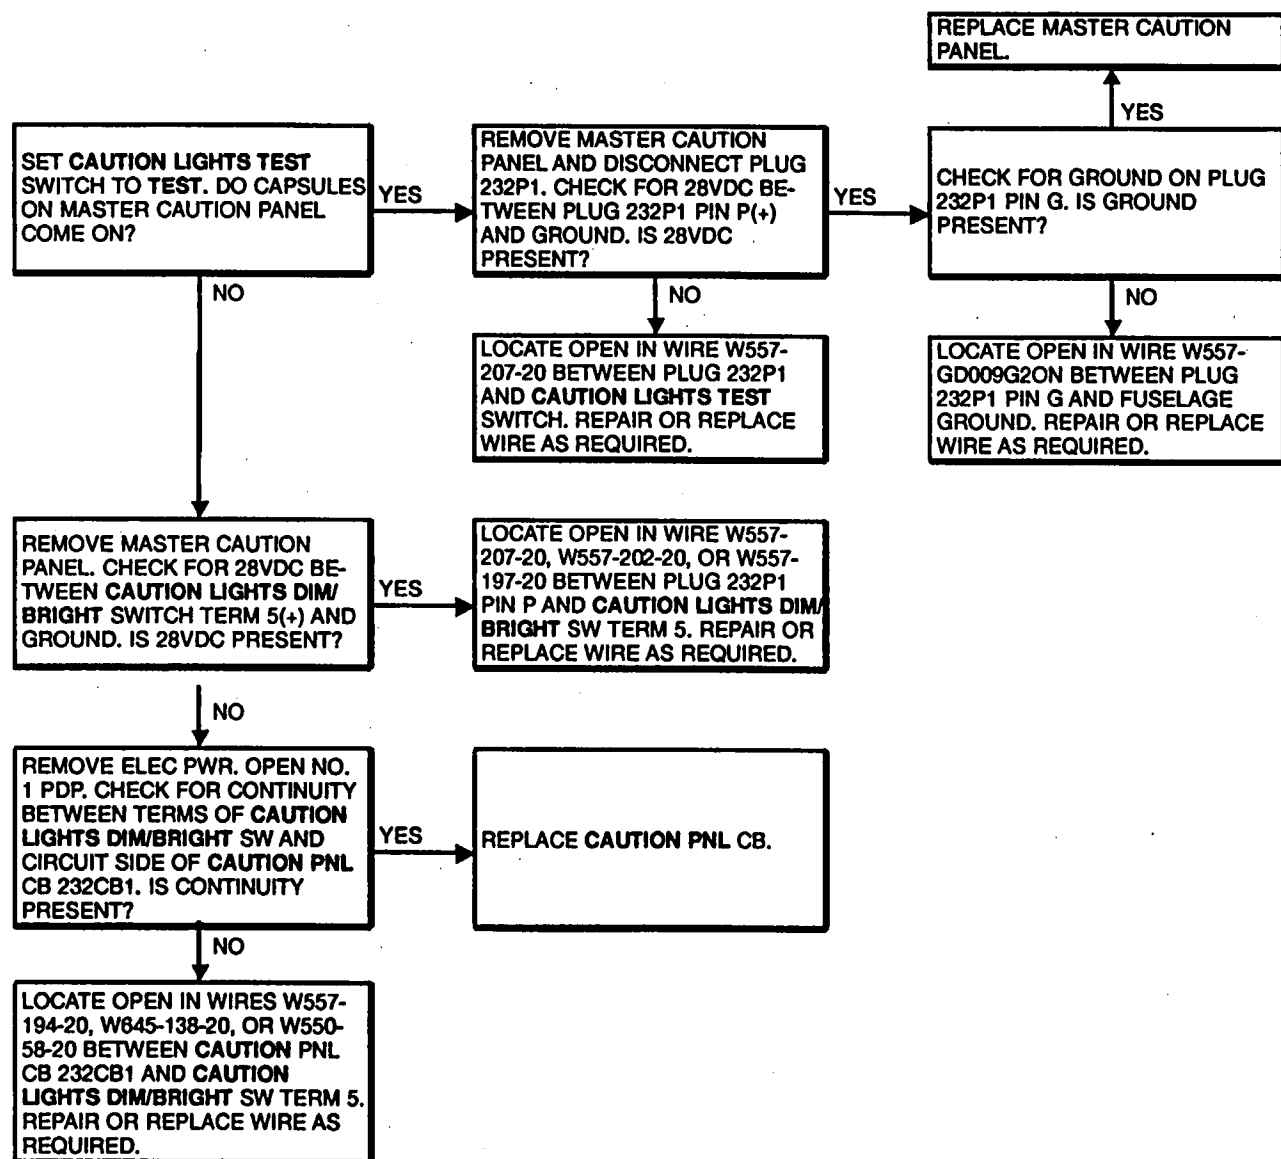 REPLACE MASTER CAUTION
PANEL.
YES
SET CAUTION LIGHTS TEST
SWITCH TO TEST. DO CAPSULES
ON MASTER CAUTION PANEL
COME ON?
YES
REMOVE MASTER CAUTION
PANEL AND DISCONNECT PLUG
232P1. CHECK FOR 28VDC BE-
TWEEN PLUG 232P1 PIN P(+)
AND GROUND. IS 28VDC
PRESENT?
YES
CHECK FOR GROUND ON PLUG
232P1 PIN G. IS GROUND
PRESENT?
NO
NO
NO
LOCATE OPEN IN WIRE W557-
207-20 BETWEEN PLUG 232P1
AND CAUTION LIGHTS TEST
SWITCH. REPAIR OR REPLACE
WIRE AS REQUIRED.
LOCATE OPEN IN WIRE W557-
GD009G2ON BETWEEN PLUG
232P1 PIN G AND FUSELAGE
GROUND. REPAIR OR REPLACE
WIRE AS REQUIRED.
REMOVE MASTER CAUTION
PANEL. CHECK FOR 28VDC BE-
TWEEN CAUTION LIGHTS DIM/
BRIGHT SWITCH TERM 5(+) AND
GROUND. IS 28VDC PRESENT?
YES
LOCATE OPEN IN WIRE W557-
207-20, W557-202-20, OR W557-
197-20 BETWEEN PLUG 232P1
PIN P AND CAUTION LIGHTS DIM/
BRIGHT SW TERM 5. REPAIR OR
REPLACE WIRE AS REQUIRED.
NO
REMOVE ELEC PWR. OPEN NO.
1 PDP. CHECK FOR CONTINUITY
BETWEEN TERMS OF CAUTION
LIGHTS DIM/BRIGHT SW AND
CIRCUIT SIDE OF CAUTION PNL
CB 232CB1. IS CONTINUITY
PRESENT?
YES
REPLACE CAUTION PNL CB.
NO
LOCATE OPEN IN WIRES W557-
194-20, W645-138-20, OR W550-
58-20 BETWEEN CAUTION PNL
CB 232CB1 AND CAUTION
LIGHTS DIM/BRIGHT SW TERM 5.
REPAIR OR REPLACE WIRE AS
REQUIRED.